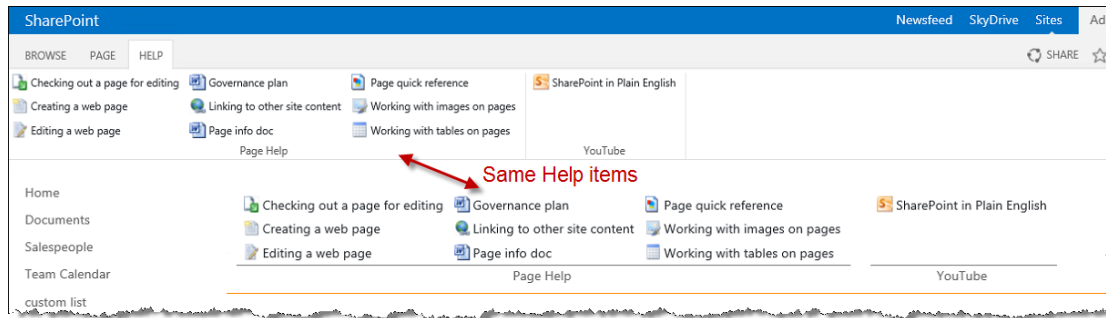 SharePoint Newsfeed SkyDrive Sites Ad
BROWSE PAGE HELP SHARE
Checking out a page for editing Governance plan Page quick reference SharePoint in Plain English
Creating a web page Linking to other site content Working with images on pages
Editing a web page Page info doc Working with tables on pages
Page Help YouTube
Same Help items
Home
Checking out a page for editing Governance plan Page quick reference SharePoint in Plain English
Documents
Creating a web page Linking to other site content Working with images on pages
Salespeople
Editing a web page Page info doc Working with tables on pages
Team Calendar
Page Help YouTube
custom list